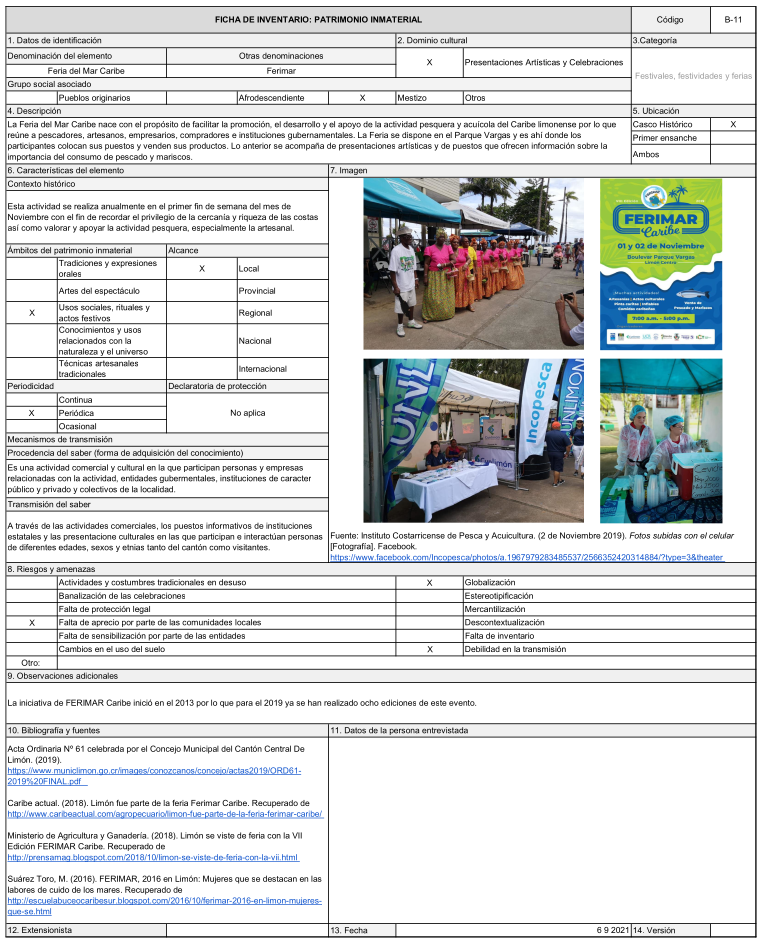 FICHA DE INVENTARIO: PATRIMONIO INMATERIAL
Código
B-11
1. Datos de identificación
2. Dominio cultural
3.Categoría
Denominación del elemento
Otras denominaciones
X
Presentaciones Artísticas y Celebraciones
Festivales, festividades y ferias
Feria del Mar Caribe
Ferimar
Grupo social asociado
Pueblos originarios
Afrodescendiente
X
Mestizo
Otros
4. Descripción
5. Ubicación
La Feria del Mar Caribe nace con el propósito de facilitar la promoción, el desarrollo y el apoyo de la actividad pesquera y acuícola del Caribe limonense por lo que
reúne a pescadores, artesanos, empresarios, compradores e instituciones gubernamentales. La Feria se dispone en el Parque Vargas y es ahí donde los
participantes colocan sus puestos y venden sus productos. Lo anterior se acompaña de presentaciones artísticas y de puestos que ofrecen información sobre la
importancia del consumo de pescado y mariscos.
Casco Histórico
X
Primer ensanche
Ambos
6. Característicias del elemento
7. Imagen
Contexto histórico
Esta actividad se realiza anualmente en el primer fin de semana del mes de
Noviembre con el fin de recordar el privilegio de la cercanía y riqueza de las costas
así como valorar y apoyar la actividad pesquera, especialmente la artesanal.
Ámbitos del patrimonio inmaterial
Alcance
Tradiciones y expresiones
orales
X
Local
Artes del espectáculo
Provincial
X
Usos sociales, rituales y
actos festivos
Regional
Conocimientos y usos
relacionados con la
naturaleza y el universo
Nacional
Técnicas artesanales
tradicionales
Internacional
Periodicidad
Declaratoria de protección
Continua
X
Periódica
No aplica
Ocasional
Mecanismos de transmisión
Procedencia del saber (forma de adquisición del conocimiento)
Es una actividad comercial y cultural en la que participan personas y empresas
relacionadas con la actividad, entidades gubermentales, instituciones de caracter
público y privado y colectivos de la localidad.
Transmisión del saber
A través de las actividades comerciales, los puestos informativos de instituciones
estatales y las presentacione culturales en las que participan e interactúan personas
de diferentes edades, sexos y etnias tanto del cantón como visitantes.
FERIMAR
Caribe
01 y 02 de Noviembre
Boulevar Parque Vargas
Limón Centro
Artesanías | Actos culturales
Pinta caritas | Inflables
Comidas caribeñas
Venta de
Pescado y Mariscos
7:00 a.m. - 5:00 p.m.
UNLI
Incopesca
UNLIMON
Cevich
Fuente: Instituto Costarricense de Pesca y Acuicultura. (2 de Noviembre 2019). Fotos subidas con el celular
[Fotografía]. Facebook.
https://www.facebook.com/Incopesca/photos/a.1967979283485537/2566352420314884/?type=3&theater
8. Riesgos y amenazas
Actividades y costumbres tradicionales en desuso
X
Globalización
Banalización de las celebraciones
Estereotipificación
Falta de protección legal
Mercantilización
X
Falta de aprecio por parte de las comunidades locales
Descontextualización
Falta de sensibilización por parte de las entidades
Falta de inventario
Cambios en el uso del suelo
X
Debilidad en la transmisión
Otro:
9. Observaciones adicionales
La iniciativa de FERIMAR Caribe inició en el 2013 por lo que para el 2019 ya se han realizado ocho ediciones de este evento.
10. Bibliografía y fuentes
11. Datos de la persona entrevistada
Acta Ordinaria Nº 61 celebrada por el Concejo Municipal del Cantón Central De
Limón. (2019).
https://www.municlimon.go.cr/images/conozcanos/concejo/actas2019/ORD61-
2019%20FINAL.pdf
Caribe actual. (2018). Limón fue parte de la feria Ferimar Caribe. Recuperado de
http://www.caribeactual.com/agropecuario/limon-fue-parte-de-la-feria-ferimar-caribe/
Ministerio de Agricultura y Ganadería. (2018). Limón se viste de feria con la VII
Edición FERIMAR Caribe. Recuperado de
http://prensamag.blogspot.com/2018/10/limon-se-viste-de-feria-con-la-vii.html
Suárez Toro, M. (2016). FERIMAR, 2016 en Limón: Mujeres que se destacan en las
labores de cuido de los mares. Recuperado de
http://escuelabuceocaribesur.blogspot.com/2016/10/ferimar-2016-en-limon-mujeres-
que-se.html
12. Extensionista
13. Fecha
6 9 2021
14. Versión